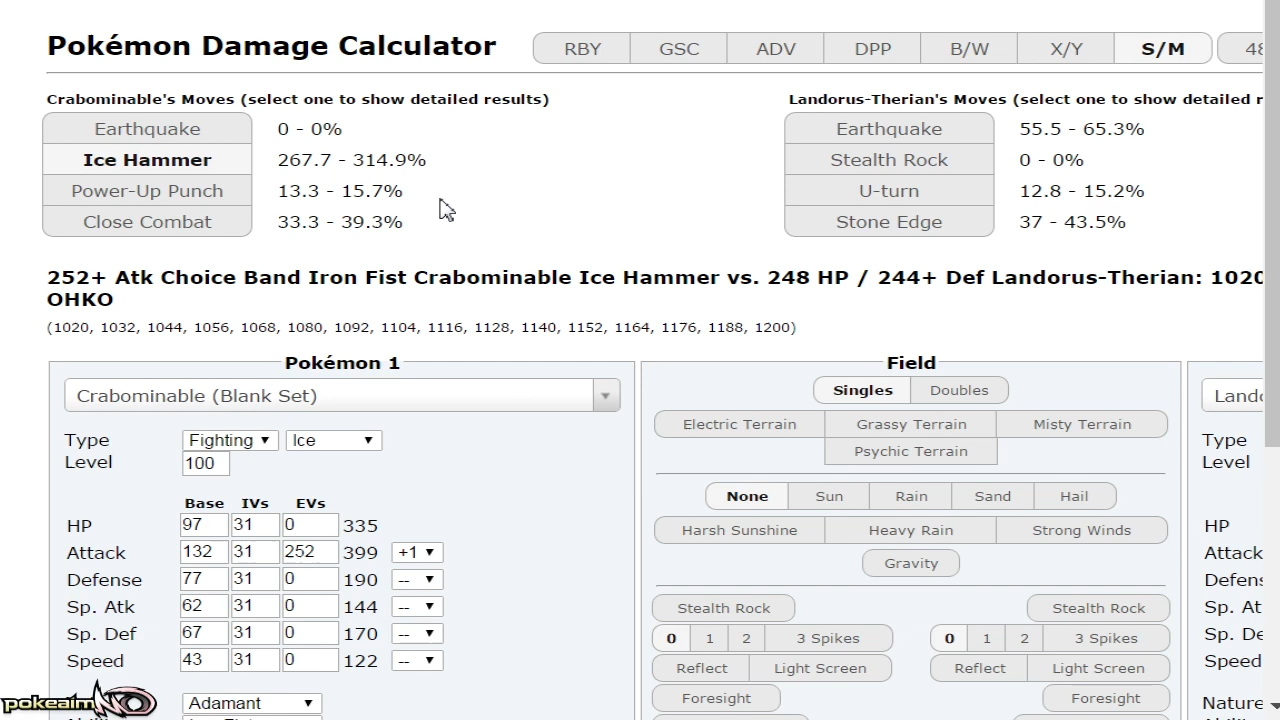 Pokémon Damage Calculator
RBY GSC ADV DPP B/W X/Y S/M 48
Crabominable's Moves (select one to show detailed results)
Earthquake 0 - 0%
Ice Hammer 267.7 - 314.9%
Power-Up Punch 13.3 - 15.7%
Close Combat 33.3 - 39.3%
Landorus-Therian's Moves (select one to show detailed r
Earthquake 55.5 - 65.3%
Stealth Rock 0 - 0%
U-turn 12.8 - 15.2%
Stone Edge 37 - 43.5%
252+ Atk Choice Band Iron Fist Crabominable Ice Hammer vs. 248 HP / 244+ Def Landorus-Therian: 1020
OHKO
(1020, 1032, 1044, 1056, 1068, 1080, 1092, 1104, 1116, 1128, 1140, 1152, 1164, 1176, 1188, 1200)
Pokémon 1
Crabominable (Blank Set)
Type Fighting Ice
Level 100
Base IVs EVs
HP 97 31 0 335
Attack 132 31 252 399 +1
Defense 77 31 0 190 --
Sp. Atk 62 31 0 144 --
Sp. Def 67 31 0 170 --
Speed 43 31 0 122 --
Adamant
Field
Singles Doubles
Electric Terrain Grassy Terrain Misty Terrain
Psychic Terrain
None Sun Rain Sand Hail
Harsh Sunshine Heavy Rain Strong Winds
Gravity
Stealth Rock Stealth Rock
0 1 2 3 Spikes 0 1 2 3 Spikes
Reflect Light Screen Reflect Light Screen
Foresight Foresight
Land
Type
Level
HP
Attack
Defens
Sp. At
Sp. De
Speed
Nature
pokeaim